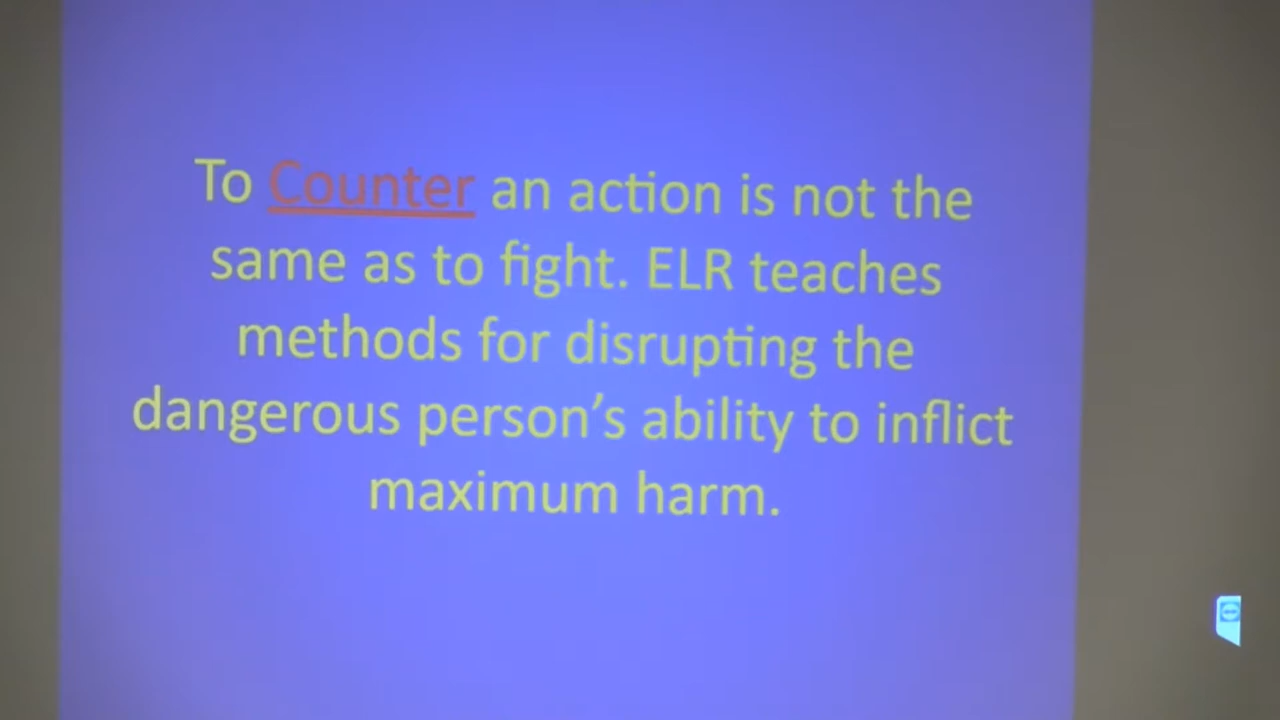 To Counter an action is not the
same as to fight. ELR teaches
methods for disrupting the
dangerous person’s ability to inflict
maximum harm.